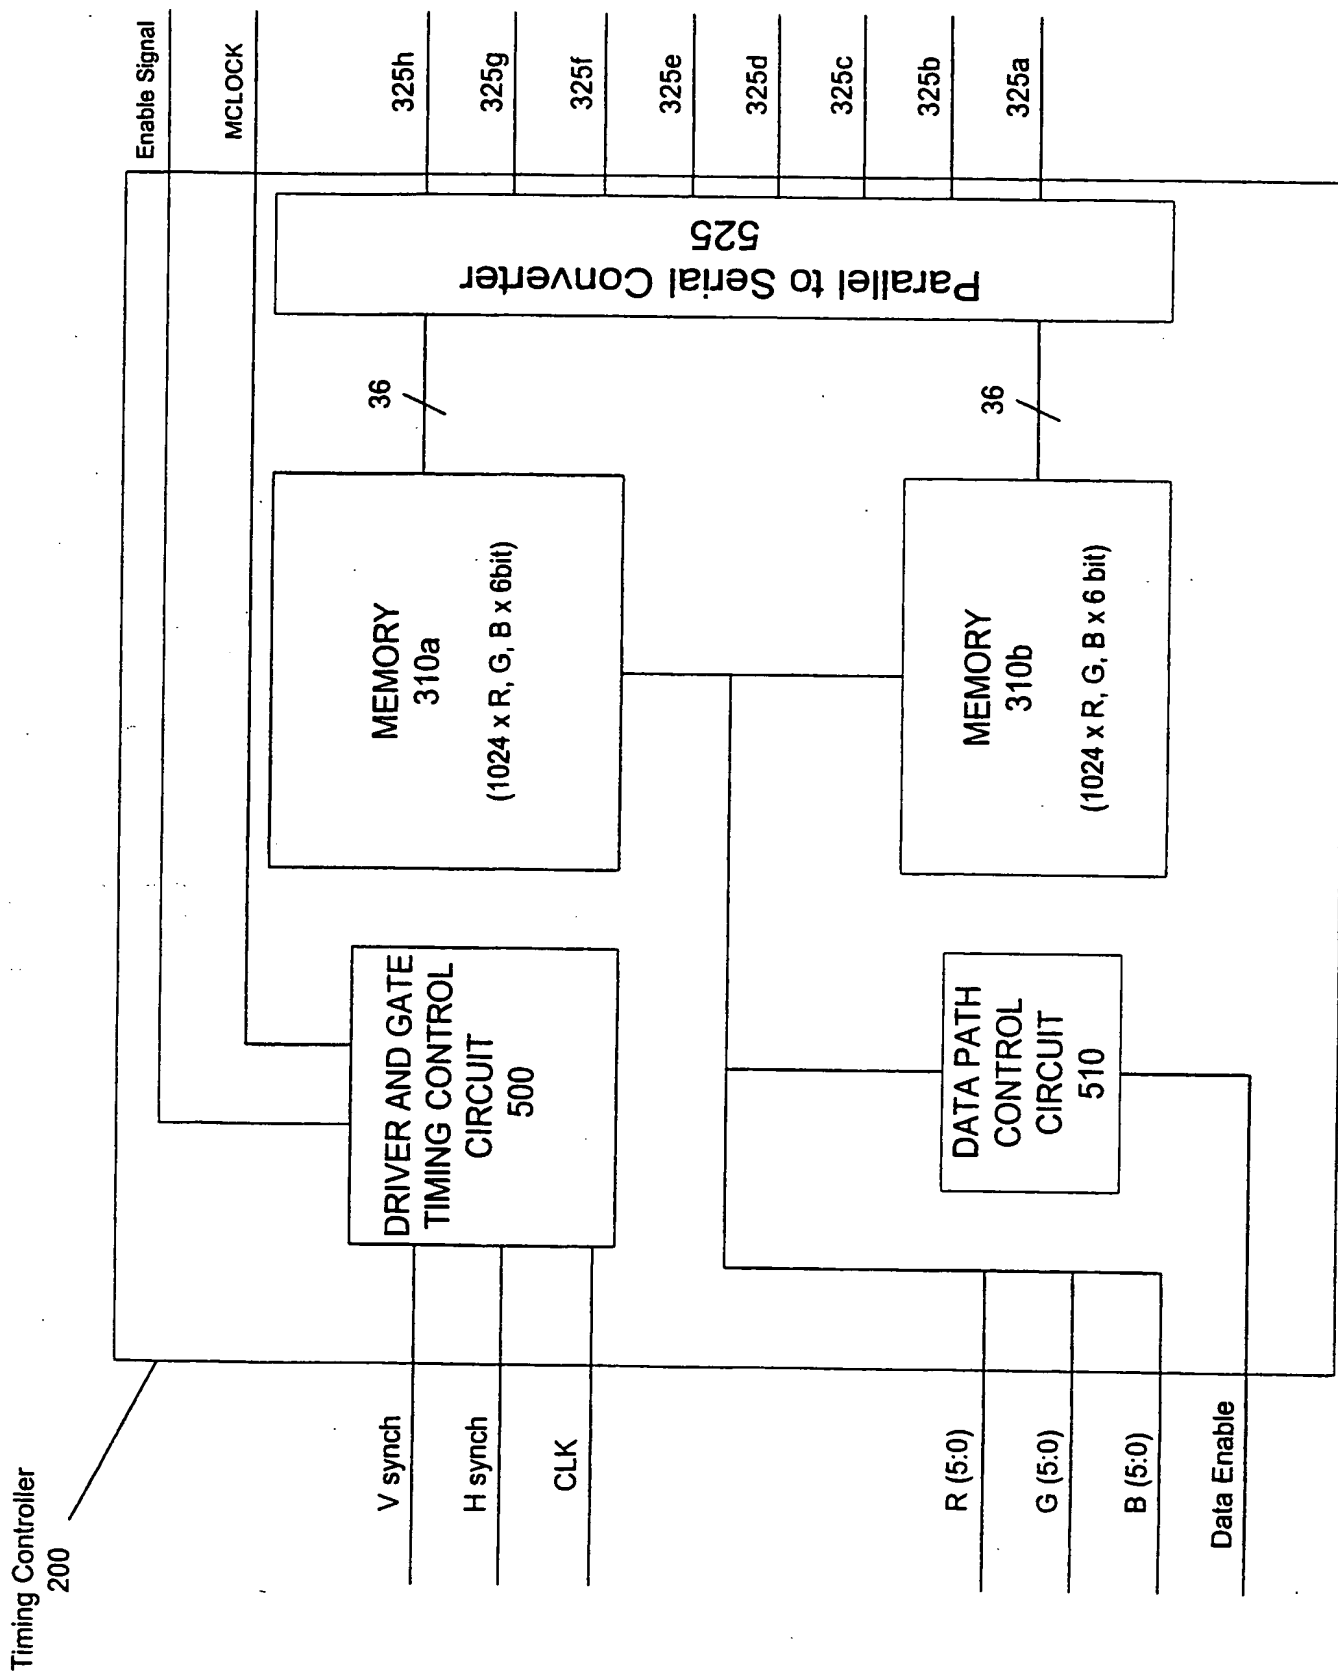 Timing Controller
200
Enable Signal
MCLOCK
325h
325g
325f
325e
325d
325c
325b
325a
Parallel to Serial Converter
525
36
36
MEMORY
310a
(1024 x R, G, B x 6bit)
MEMORY
310b
(1024 x R, G, B x 6 bit)
DRIVER AND GATE
TIMING CONTROL
CIRCUIT
500
DATA PATH
CONTROL
CIRCUIT
510
V synch
H synch
CLK
R (5:0)
G (5:0)
B (5:0)
Data Enable